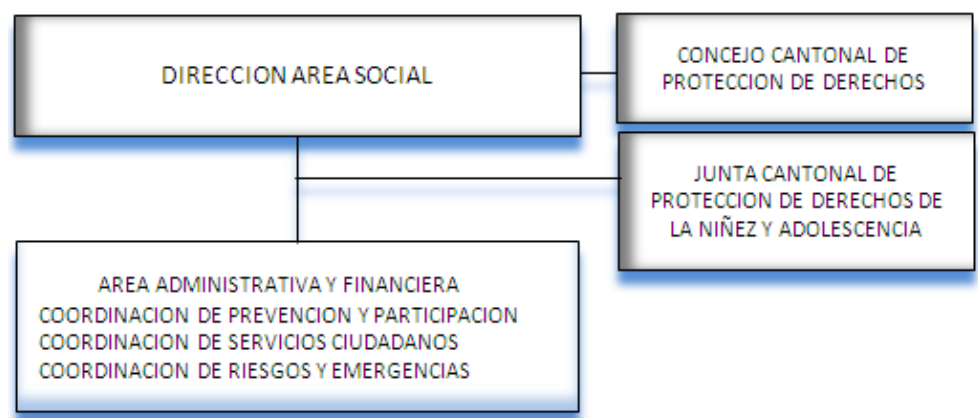 DIRECCION AREA SOCIAL
CONCEJO CANTONAL DE
PROTECCION DE DERECHOS
JUNTA CANTONAL DE
PROTECCION DE DERECHOS DE
LA NIÑEZ Y ADOLESCENCIA
AREA ADMINISTRATIVA Y FINANCIERA
COORDINACION DE PREVENCION Y PARTICIPACION
COORDINACION DE SERVICIOS CIUDADANOS
COORDINACION DE RIESGOS Y EMERGENCIAS